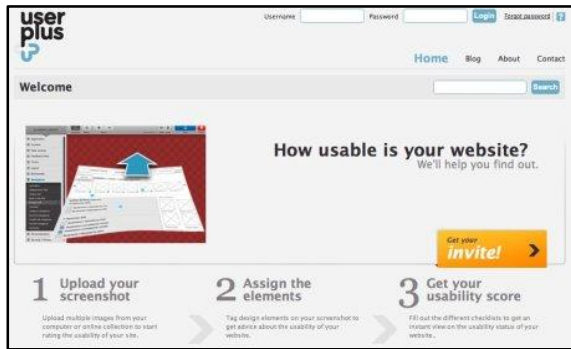 user plus
UP
Username Password Login Forgot password ?
Home Blog About Contact
Welcome Search
How usable is your website?
We'll help you find out.
Get your
invite!
1 Upload your
screenshot
2 Assign the
elements
3 Get your
usability score
Upload multiple images from your
computer or online collection to start
rating the usability of your site.
Tag design elements on your screenshot to
get advice about the usability of your
website.
Fill out the different checklists to get an
instant view on the usability status of your
website.